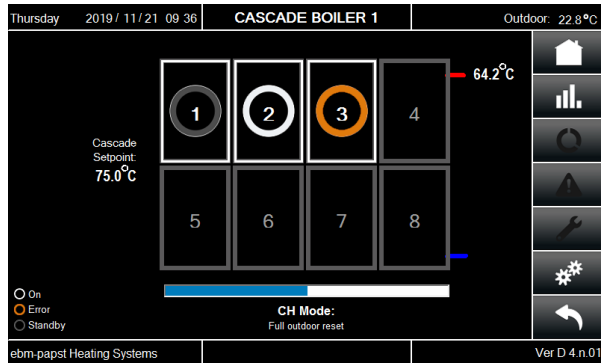 Thursday 2019/ 11/ 21 09 36 CASCADE BOILER 1 Outdoor: 22.8°C
64.2°C
1 2 3 4
Cascade
Setpoint:
75.0°C
5 6 7 8
On
Error
Standby
CH Mode:
Full outdoor reset
ebm-papst Heating Systems Ver D 4.n.01